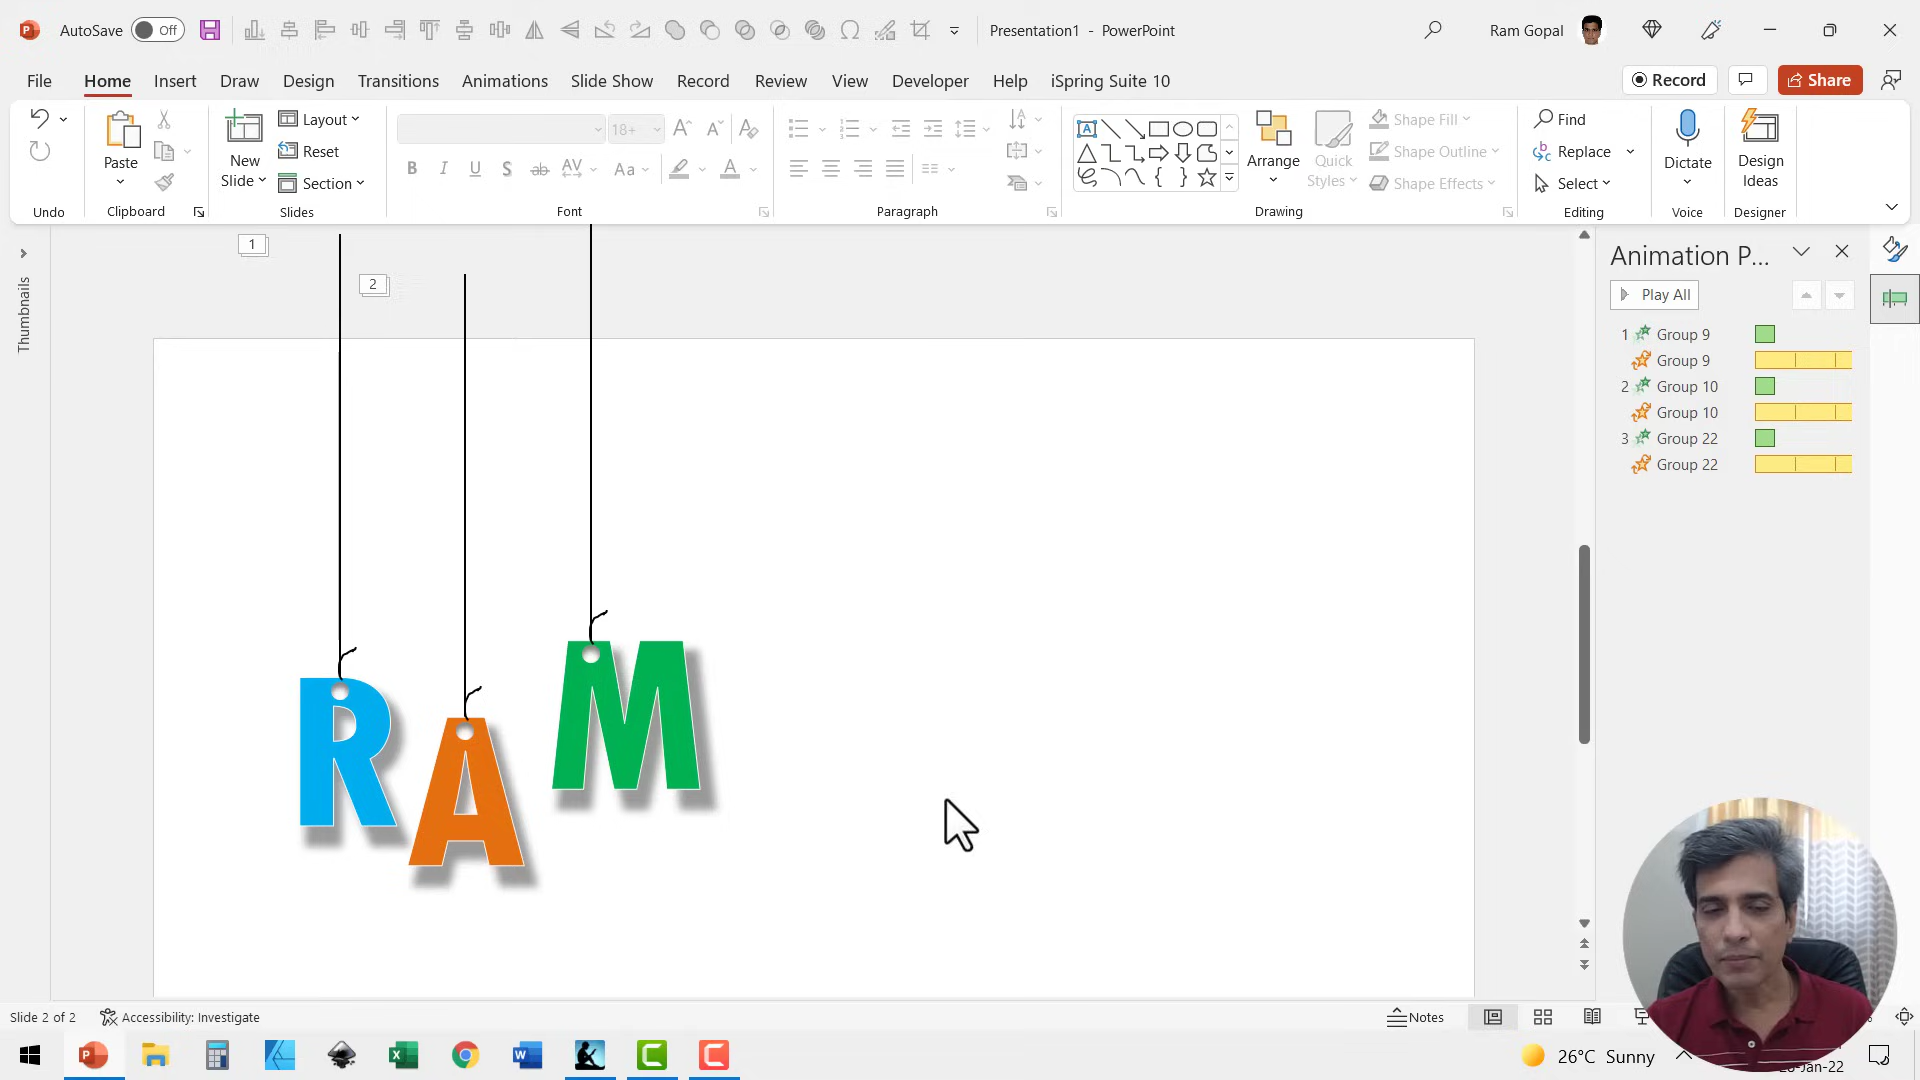 AutoSave Off Presentation1 - PowerPoint Ram Gopal
File Home Insert Draw Design Transitions Animations Slide Show Record Review View Developer Help iSpring Suite 10 Record Share
Paste
New
Slide
Layout
Reset
Section
18+
Shape Fill
Shape Outline
Shape Effects
Arrange
Quick
Styles
Find
Replace
Select
Dictate
Design
Ideas
Undo Clipboard Slides Font Paragraph Drawing Editing Voice Designer
Thumbnails
1
2
RAM
Animation P...
Play All
1 Group 9
Group 9
2 Group 10
Group 10
3 Group 22
Group 22
Slide 2 of 2 Accessibility: Investigate Notes
26°C Sunny
-Jan-22